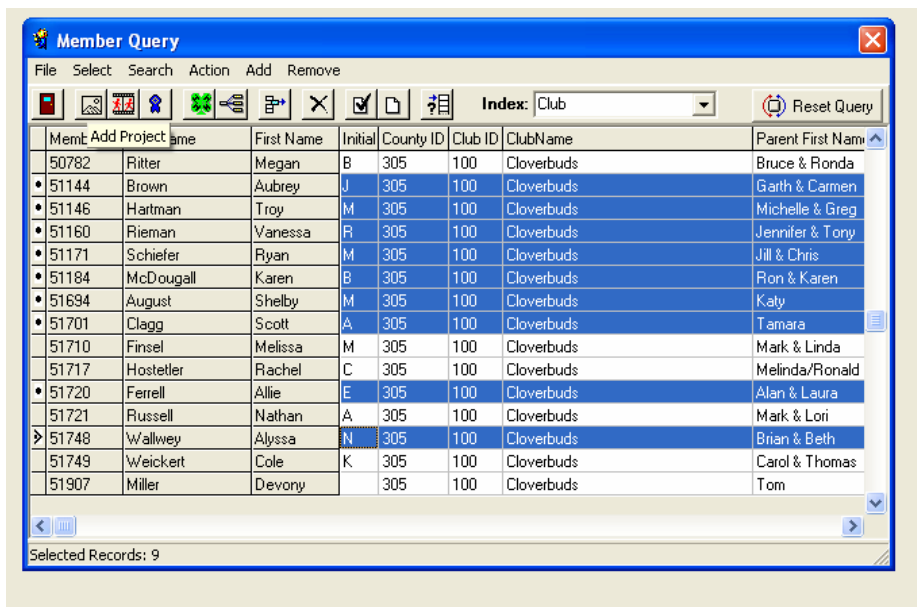 Member Query
File Select Search Action Add Remove
Index: Club Reset Query
Add Project
Memb ame First Name Initial County ID Club ID ClubName Parent First Nam
50782 Ritter Megan B 305 100 Cloverbuds Bruce & Ronda
51144 Brown Aubrey J 305 100 Cloverbuds Garth & Carmen
51146 Hartman Troy M 305 100 Cloverbuds Michelle & Greg
51160 Rieman Vanessa R 305 100 Cloverbuds Jennifer & Tony
51171 Schiefer Ryan M 305 100 Cloverbuds Jill & Chris
51184 McDougall Karen B 305 100 Cloverbuds Ron & Karen
51694 August Shelby M 305 100 Cloverbuds Katy
51701 Clagg Scott A 305 100 Cloverbuds Tamara
51710 Finsel Melissa M 305 100 Cloverbuds Mark & Linda
51717 Hostetler Rachel C 305 100 Cloverbuds Melinda/Ronald
51720 Ferrell Allie E 305 100 Cloverbuds Alan & Laura
51721 Russell Nathan A 305 100 Cloverbuds Mark & Lori
51748 Wallwey Alyssa N 305 100 Cloverbuds Brian & Beth
51749 Weickert Cole K 305 100 Cloverbuds Carol & Thomas
51907 Miller Devony 305 100 Cloverbuds Tom
Selected Records: 9